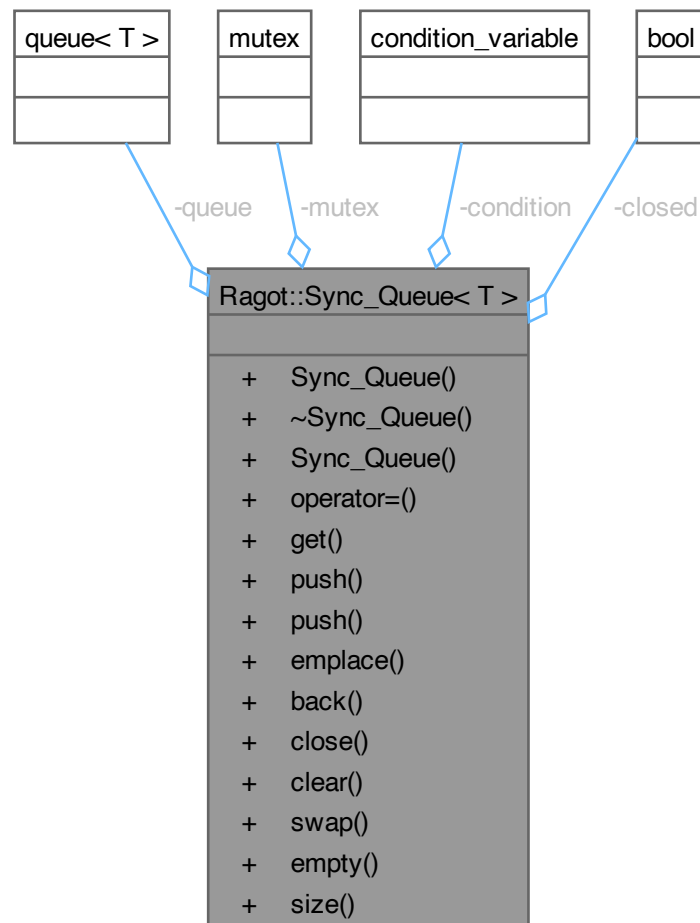 queue< T >
mutex
condition_variable
bool
-queue
-mutex
-condition
-closed
Ragot::Sync_Queue< T >
+ Sync_Queue()
+ ~Sync_Queue()
+ Sync_Queue()
+ operator=()
+ get()
+ push()
+ push()
+ emplace()
+ back()
+ close()
+ clear()
+ swap()
+ empty()
+ size()